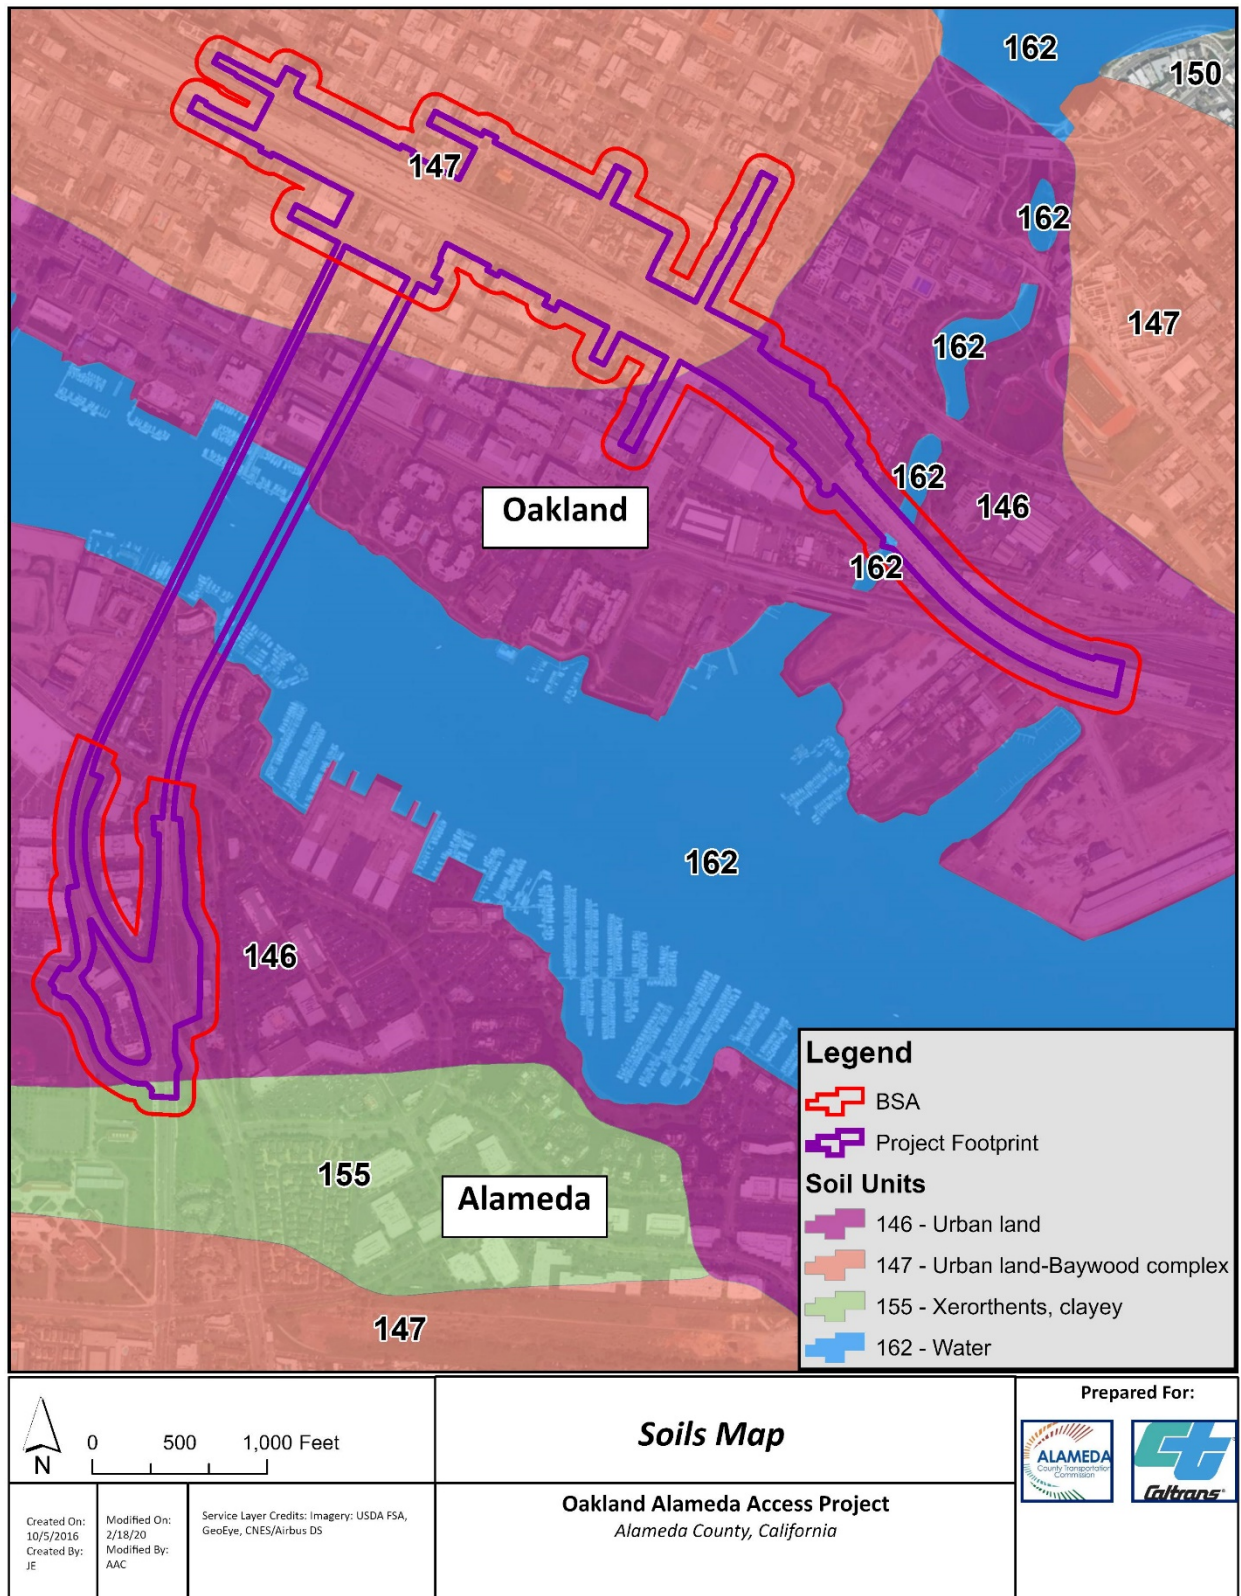 162
150
147
162
147
162
162
146
Oakland
162
162
146
155
Alameda
147
Legend
BSA
Project Footprint
Soil Units
146 - Urban land
147 - Urban land-Baywood complex
155 - Xerorthents, clayey
162 - Water
N
0 500 1,000 Feet
Soils Map
Prepared For:
ALAMEDA
County Transportation
Commission
ct
Caltrans
Created On:
10/5/2016
Created By:
JE
Modified On:
2/18/20
Modified By:
AAC
Service Layer Credits: Imagery: USDA FSA,
GeoEye, CNES/Airbus DS
Oakland Alameda Access Project
Alameda County, California